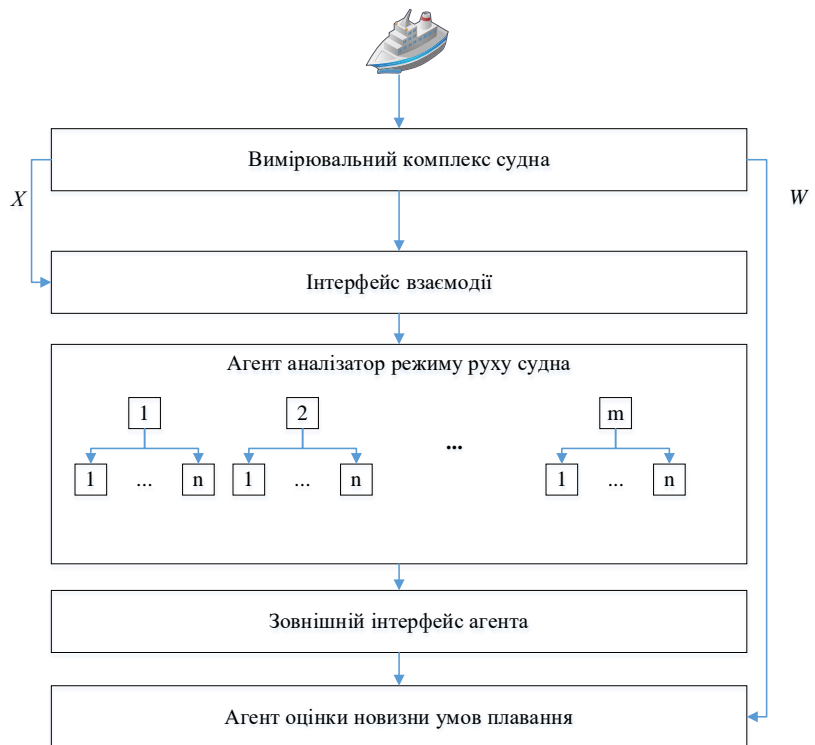 Вимірювальний комплекс судна
X
W
Інтерфейс взаємодії
Агент аналізатор режиму руху судна
1 2 ... m
1 ... n 1 ... n 1 ... n
Зовнішній інтерфейс агента
Агент оцінки новизни умов плавання